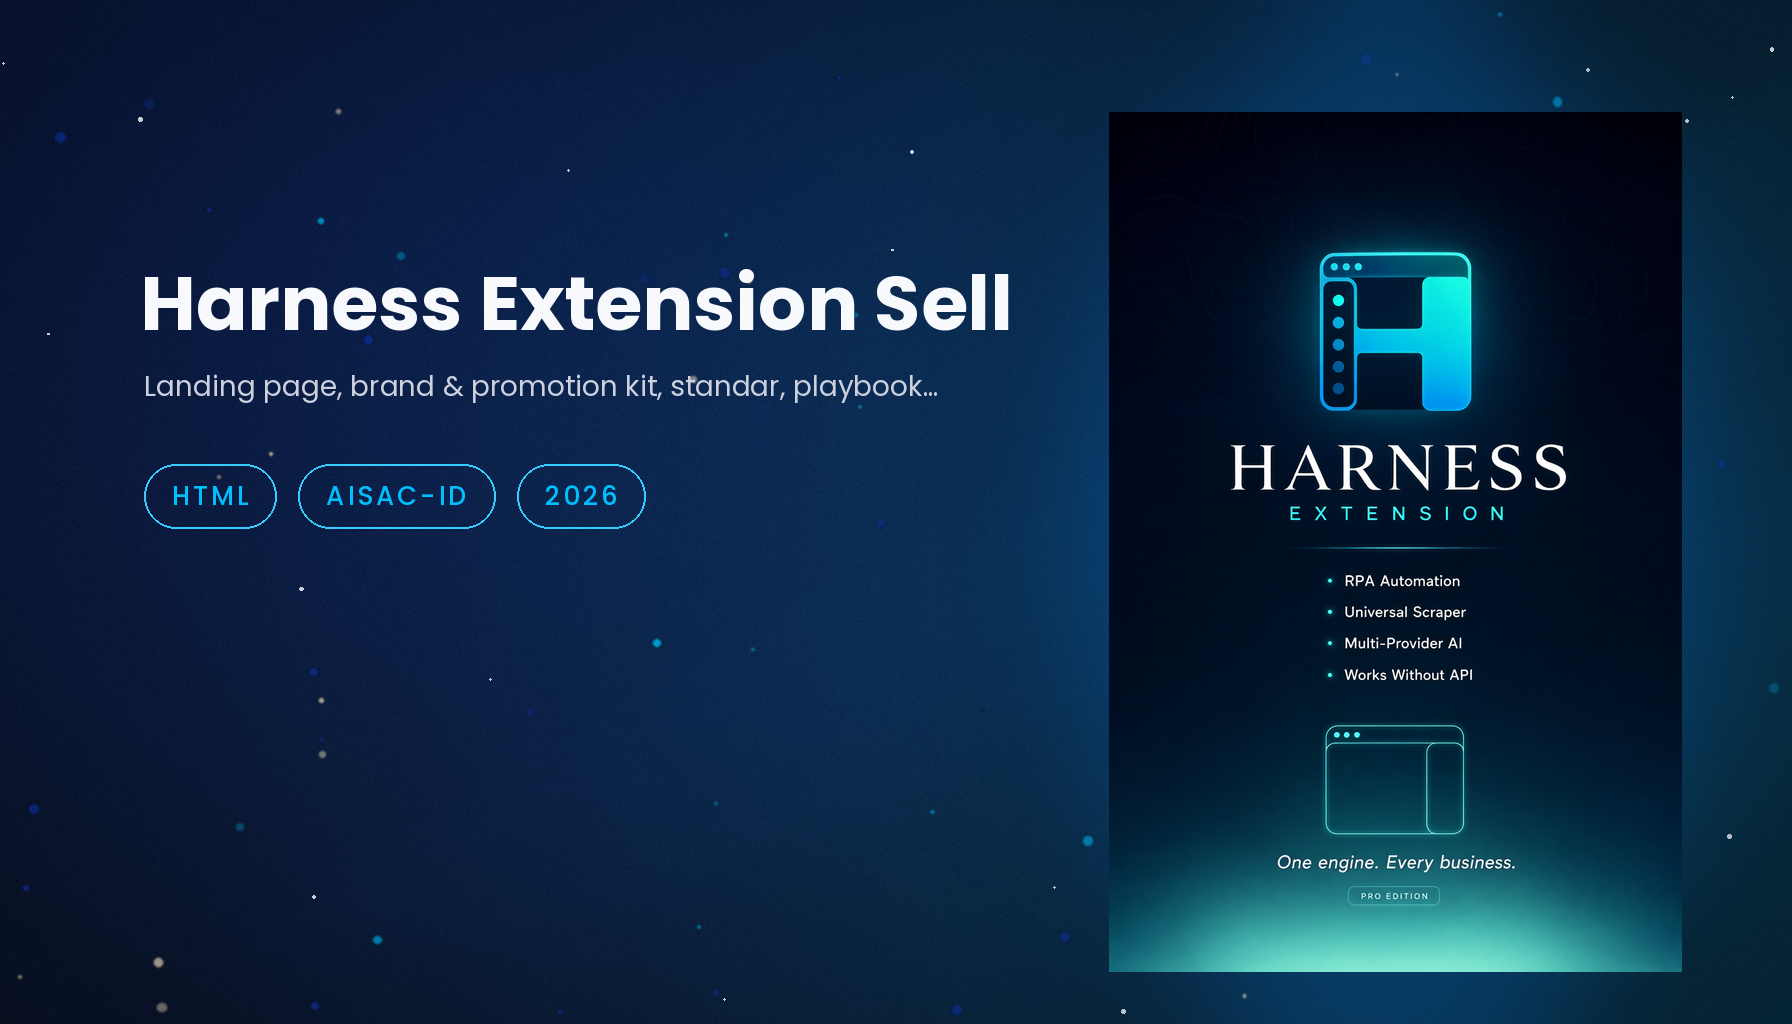 Harness Extension Sell
Landing page, brand & promotion kit, standar, playbook...
HTML
AISAC-ID
2026
HARNESS
EXTENSION
• RPA Automation
• Universal Scraper
• Multi-Provider AI
• Works Without API
One engine. Every business.
PRO EDITION